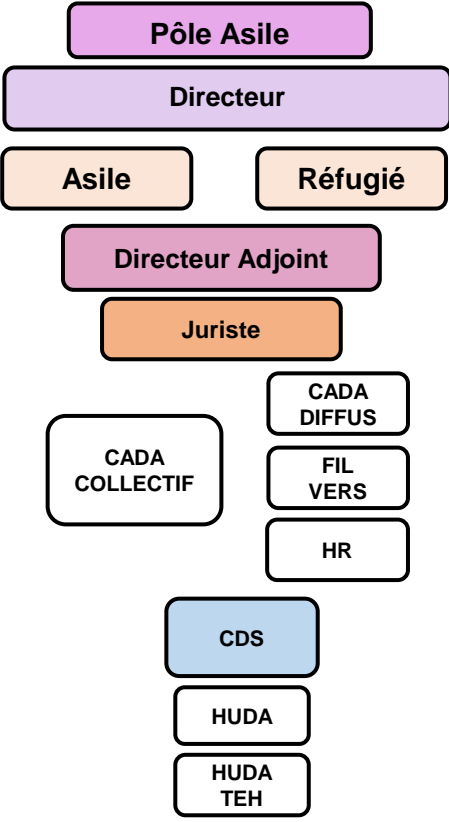 Pôle Asile
Directeur
Asile
Réfugié
Directeur Adjoint
Juriste
CADA
COLLECTIF
CADA
DIFFUS
FIL
VERS
HR
CDS
HUDA
HUDA
TEH